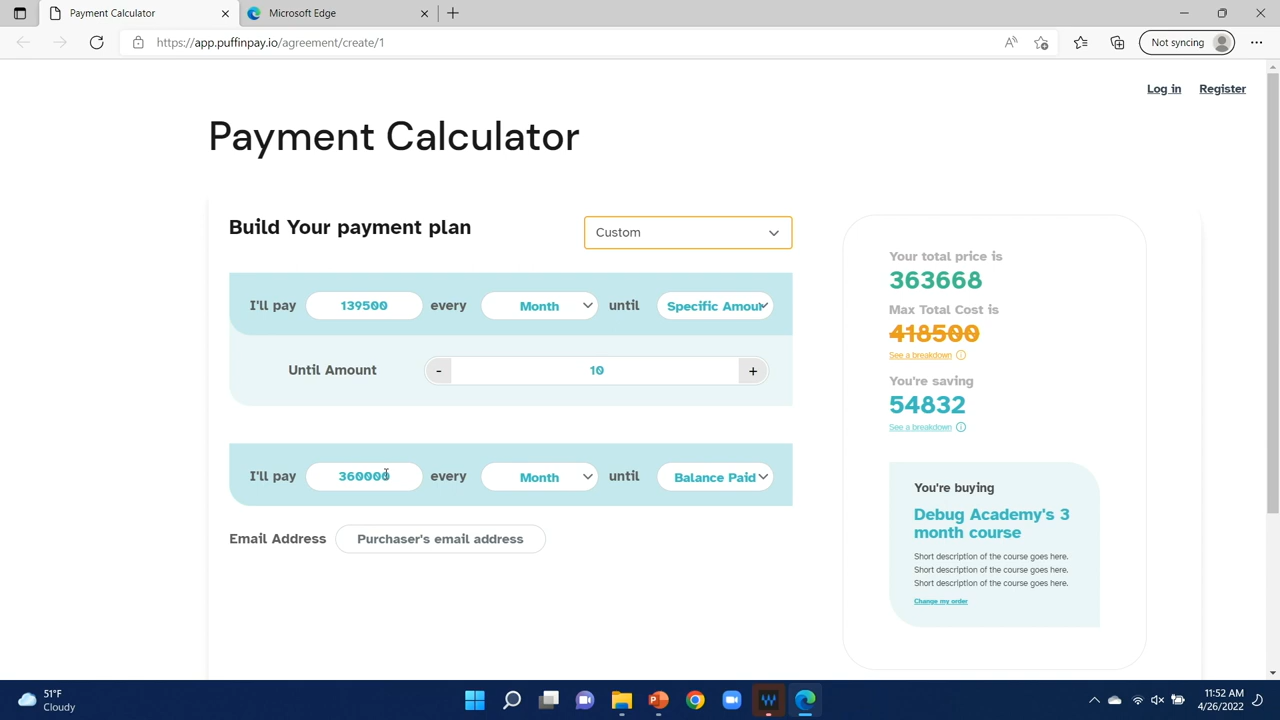 Payment Calculator
Microsoft Edge
https://app.puffinpay.io/agreement/create/1
Not syncing
Log in Register
Payment Calculator
Build Your payment plan
Custom
I'll pay 139500 every Month until Specific Amou
Until Amount - 10 +
I'll pay 360000 every Month until Balance Paid
Email Address Purchaser's email address
Your total price is
363668
Max Total Cost is
418500
See a breakdown
You're saving
54832
See a breakdown
You're buying
Debug Academy's 3
month course
Short description of the course goes here.
Short description of the course goes here.
Short description of the course goes here.
Change my order
51°F
Cloudy
11:52 AM
4/26/2022